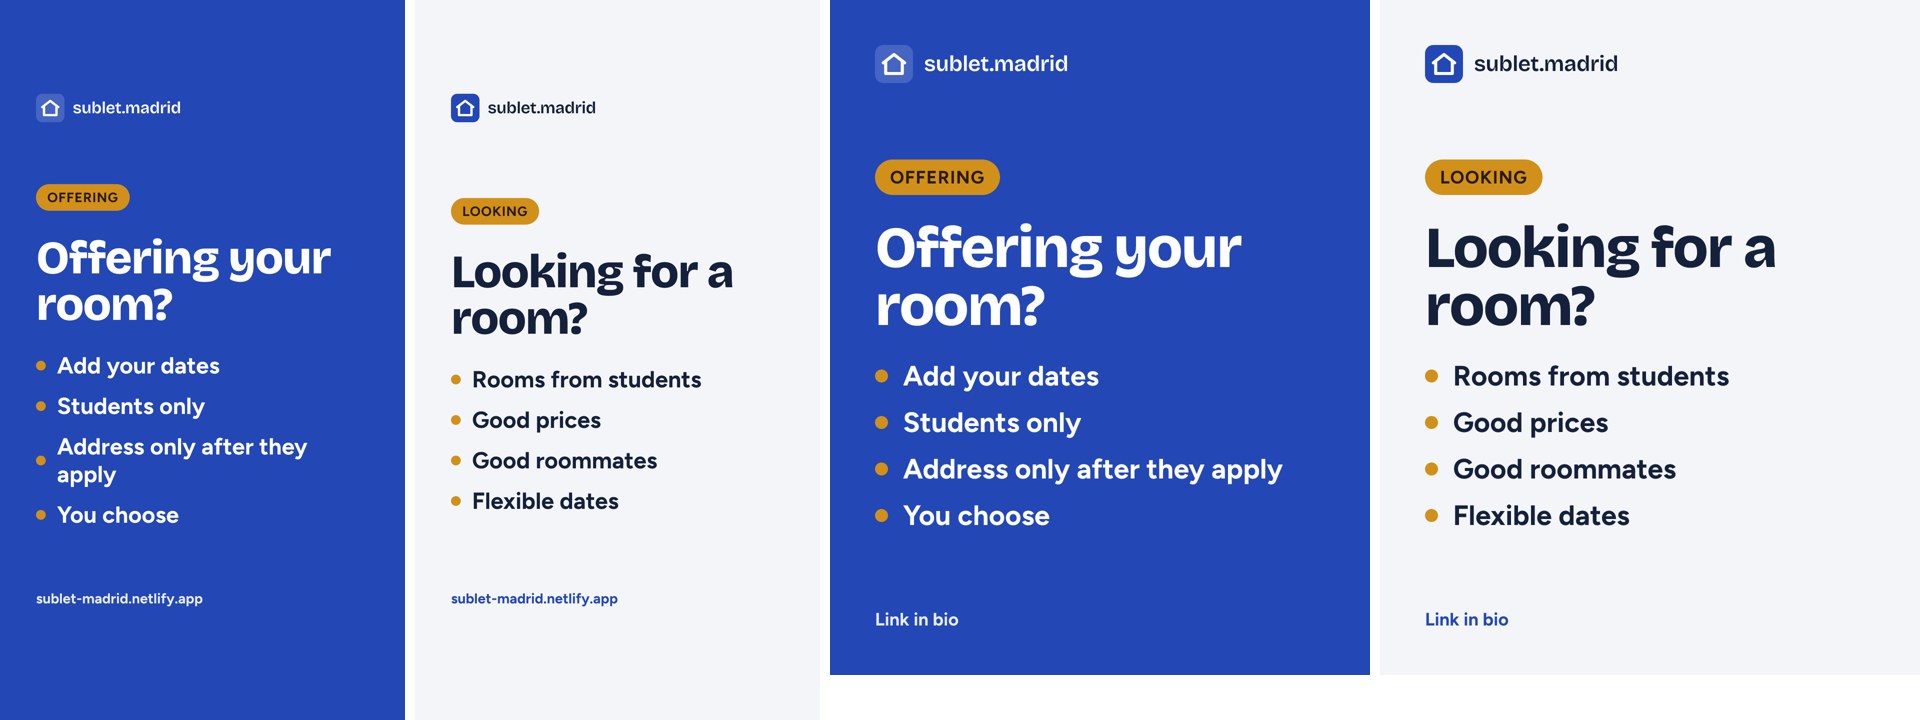 sublet.madrid
OFFERING
Offering your
room?
Add your dates
Students only
Address only after they
apply
You choose
sublet-madrid.netlify.app
sublet.madrid
LOOKING
Looking for a
room?
Rooms from students
Good prices
Good roommates
Flexible dates
sublet-madrid.netlify.app
sublet.madrid
OFFERING
Offering your
room?
Add your dates
Students only
Address only after they apply
You choose
Link in bio
sublet.madrid
LOOKING
Looking for a
room?
Rooms from students
Good prices
Good roommates
Flexible dates
Link in bio